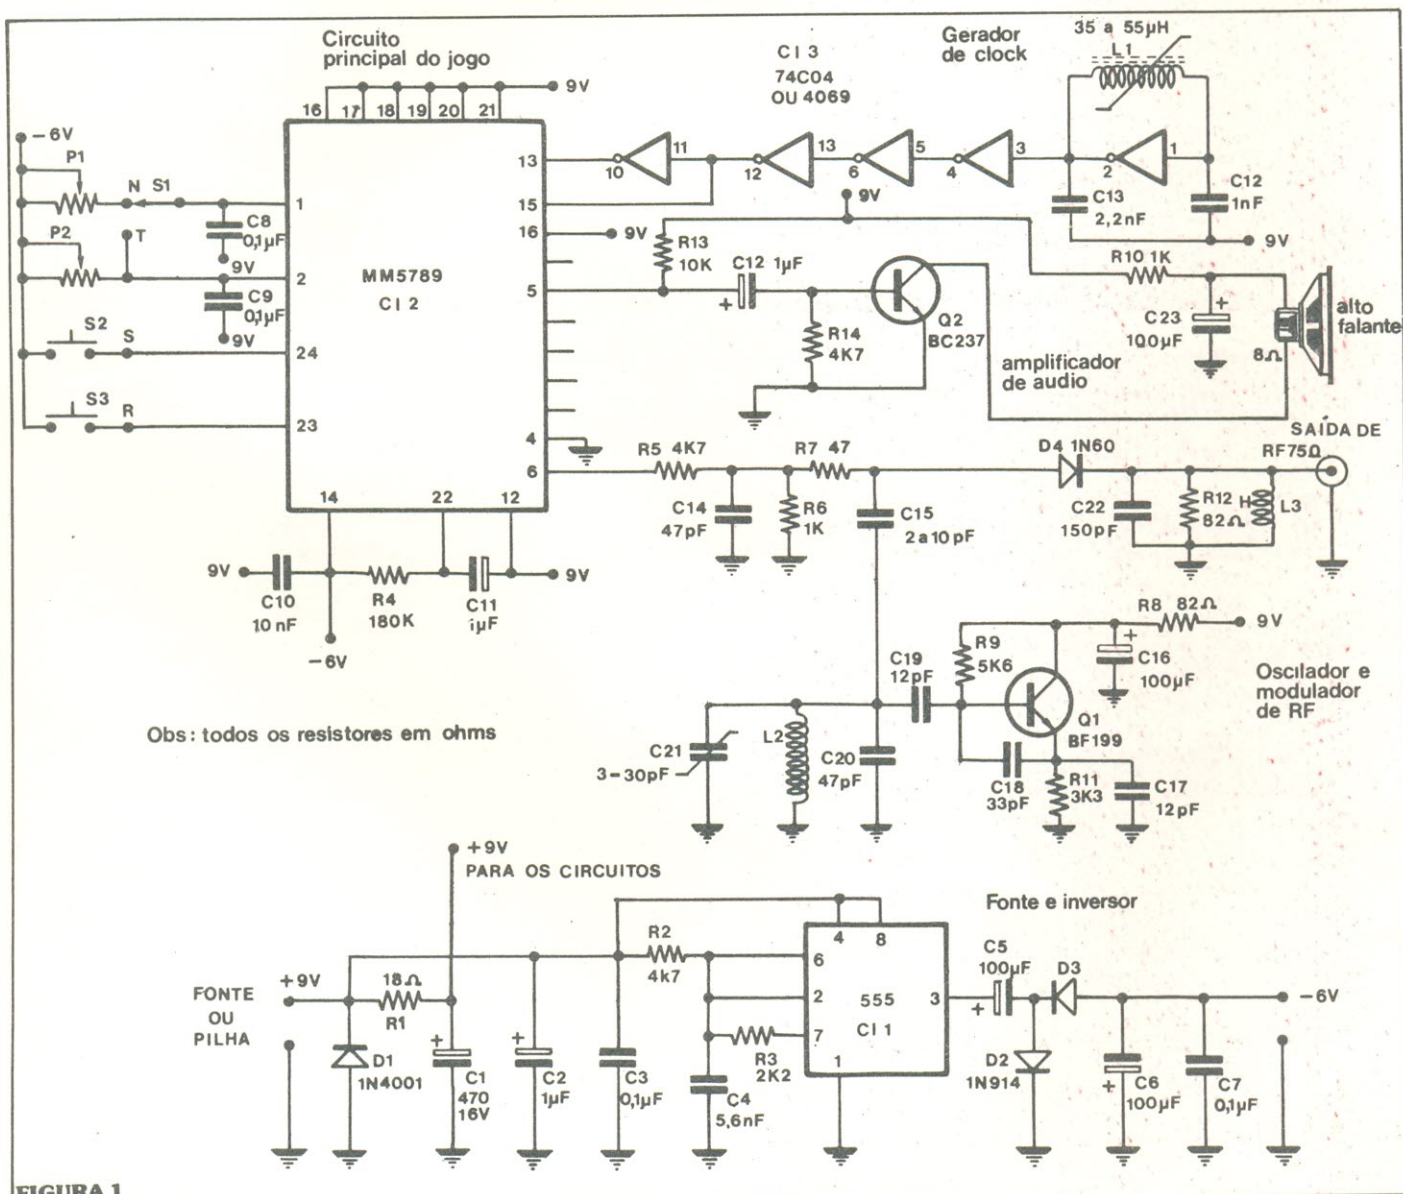 Circuito
principal do jogo
CI 3
74C04
OU 4069
Gerador
de clock
35 a 55µH
L1
9V
16 17 18 19 20 21
-6V
P1
N S1
1
C8
0,1µF
9V
T
P2
2
C9
0,1µF
9V
S2
S
24
S3
R
23
MM5789
CI 2
13
10
11
12
13
6
5
4
3
2
1
15
16
9V
9V
C13
2,2nF
C12
1nF
9V
R13
10K
5
C12 1µF
+
R14
4K7
Q2
BC237
R10 1K
+
C23
100µF
8Ω
alto
falante
amplificador
de audio
4
6
R5 4K7
C14
47pF
R6
1K
R7 47
C15
2 a 10 pF
D4 1N60
C22
150pF
R12
82Ω
H
L3
SAÍDA DE
RF75Ω
14
22
12
9V
C10
10nF
R4
180K
C11
1µF
9V
-6V
Obs: todos os resistores em ohms
R8 82Ω
9V
R9
5K6
+
C16
100µF
Oscilador e
modulador
de RF
C19
12pF
Q1
BF199
C21
3-30pF
L2
C20
47pF
C18
33pF
R11
3K3
C17
12pF
+9V
PARA OS CIRCUITOS
Fonte e inversor
FONTE
OU
PILHA
+9V
18Ω
R1
D1
1N4001
+
C1
470
16V
+
C2
1µF
C3
0,1µF
R2
4k7
R3
2K2
C4
5,6nF
4
8
6
2
7
1
3
555
CI 1
C5
100µF
+
D3
D2
1N914
C6
+
100µF
C7
0,1µF
-6V
FIGURA 1